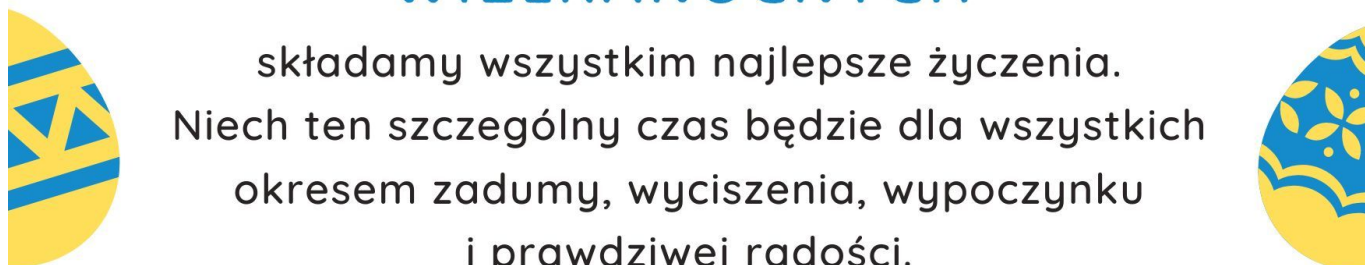 składamy wszystkim najlepsze życzenia.
Niech ten szczególny czas będzie dla wszystkich
okresem zadumy, wyciszenia, wypoczynku
i prawdziwej radości.